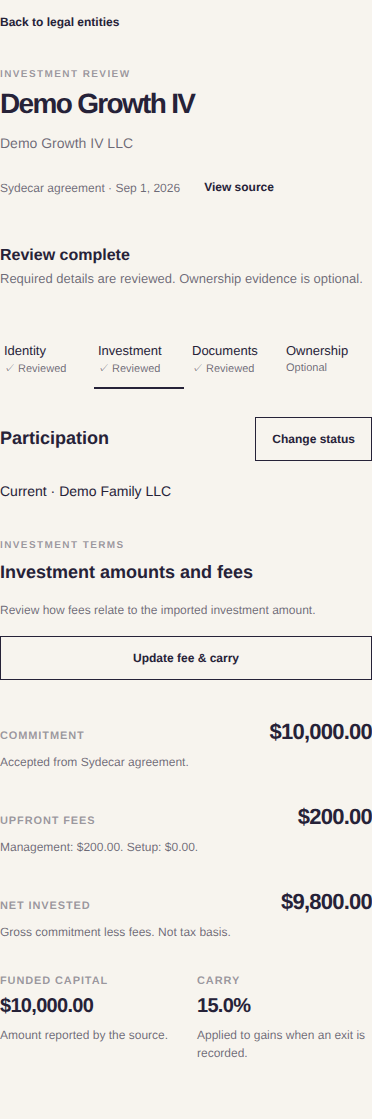 Back to legal entities
INVESTMENT REVIEW
Demo Growth IV
Demo Growth IV LLC
Sydecar agreement · Sep 1, 2026 View source
Review complete
Required details are reviewed. Ownership evidence is optional.
Identity Investment Documents Ownership
✓ Reviewed ✓ Reviewed ✓ Reviewed Optional
Participation Change status
Current · Demo Family LLC
INVESTMENT TERMS
Investment amounts and fees
Review how fees relate to the imported investment amount.
Update fee & carry
COMMITMENT $10,000.00
Accepted from Sydecar agreement.
UPFRONT FEES $200.00
Management: $200.00. Setup: $0.00.
NET INVESTED $9,800.00
Gross commitment less fees. Not tax basis.
FUNDED CAPITAL CARRY
$10,000.00 15.0%
Amount reported by the source. Applied to gains when an exit is
recorded.